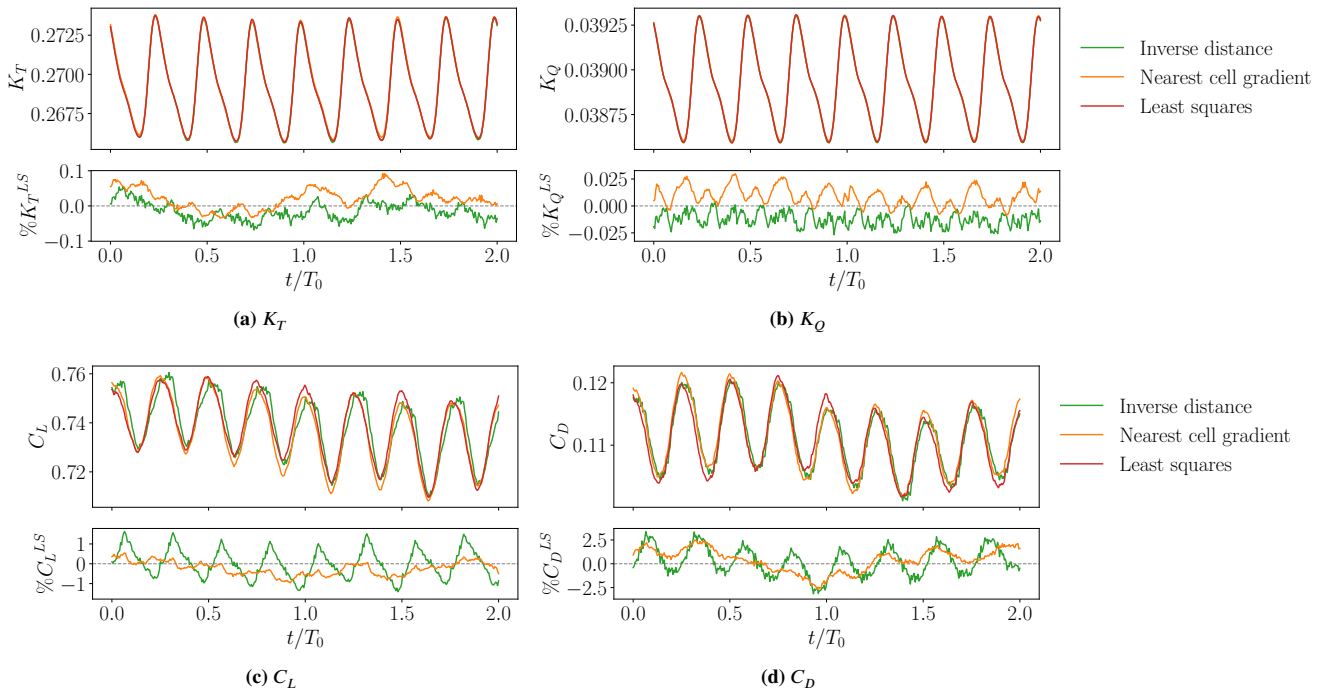 0.2725
0.2700
0.2675
K_T
0.1
0.0
−0.1
%K_T^{LS}
0.0 0.5 1.0 1.5 2.0
t/T_0
(a) K_T
0.03925
0.03900
0.03875
K_Q
0.025
0.000
−0.025
%K_Q^{LS}
0.0 0.5 1.0 1.5 2.0
t/T_0
(b) K_Q
Inverse distance
Nearest cell gradient
Least squares
0.76
0.74
0.72
C_L
1
0
−1
%C_L^{LS}
0.0 0.5 1.0 1.5 2.0
t/T_0
(c) C_L
0.12
0.11
C_D
2.5
0.0
−2.5
%C_D^{LS}
0.0 0.5 1.0 1.5 2.0
t/T_0
(d) C_D
Inverse distance
Nearest cell gradient
Least squares